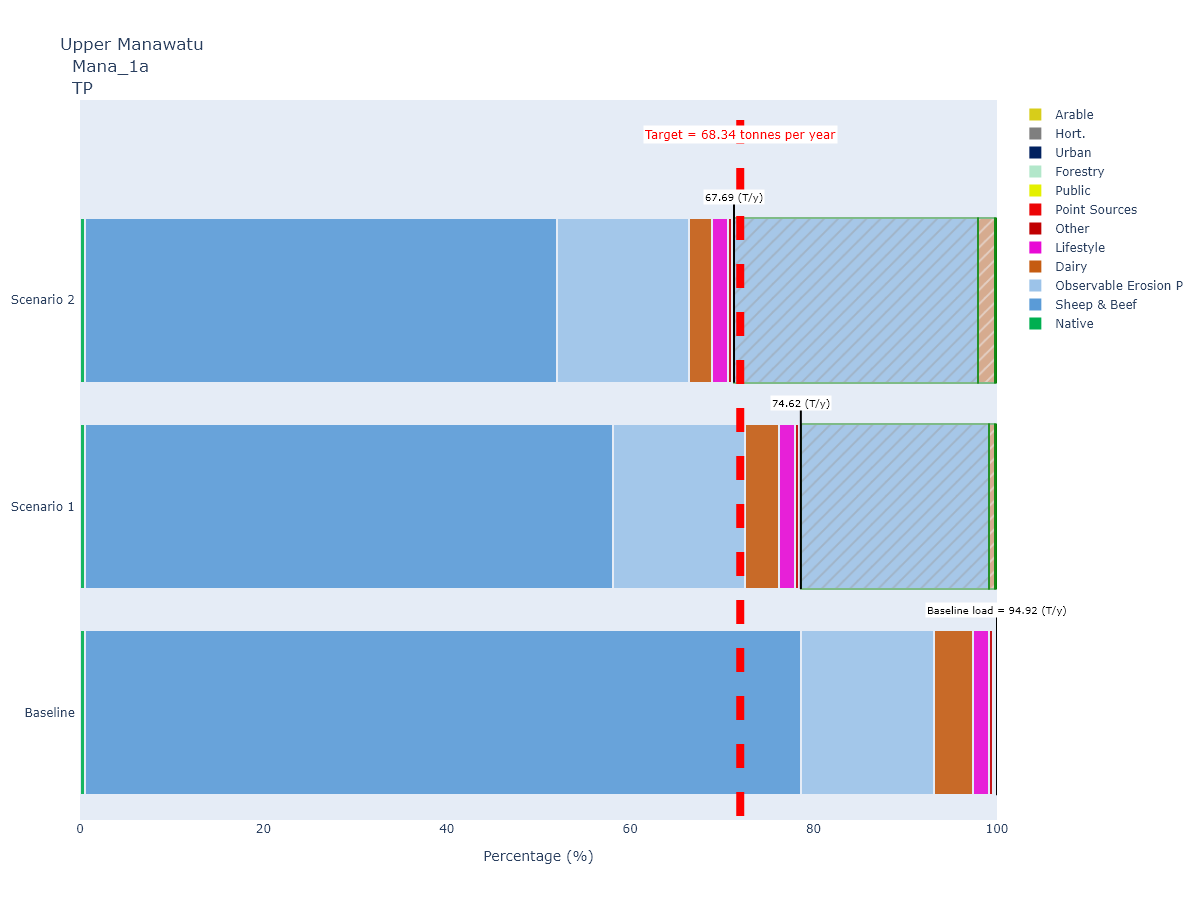 Upper Manawatu
Mana_1a
TP
Target = 68.34 tonnes per year
67.69 (T/y)
Scenario 2
74.62 (T/y)
Scenario 1
Baseline load = 94.92 (T/y)
Baseline
0 20 40 60 80 100
Percentage (%)
Arable
Hort.
Urban
Forestry
Public
Point Sources
Other
Lifestyle
Dairy
Observable Erosion P
Sheep & Beef
Native